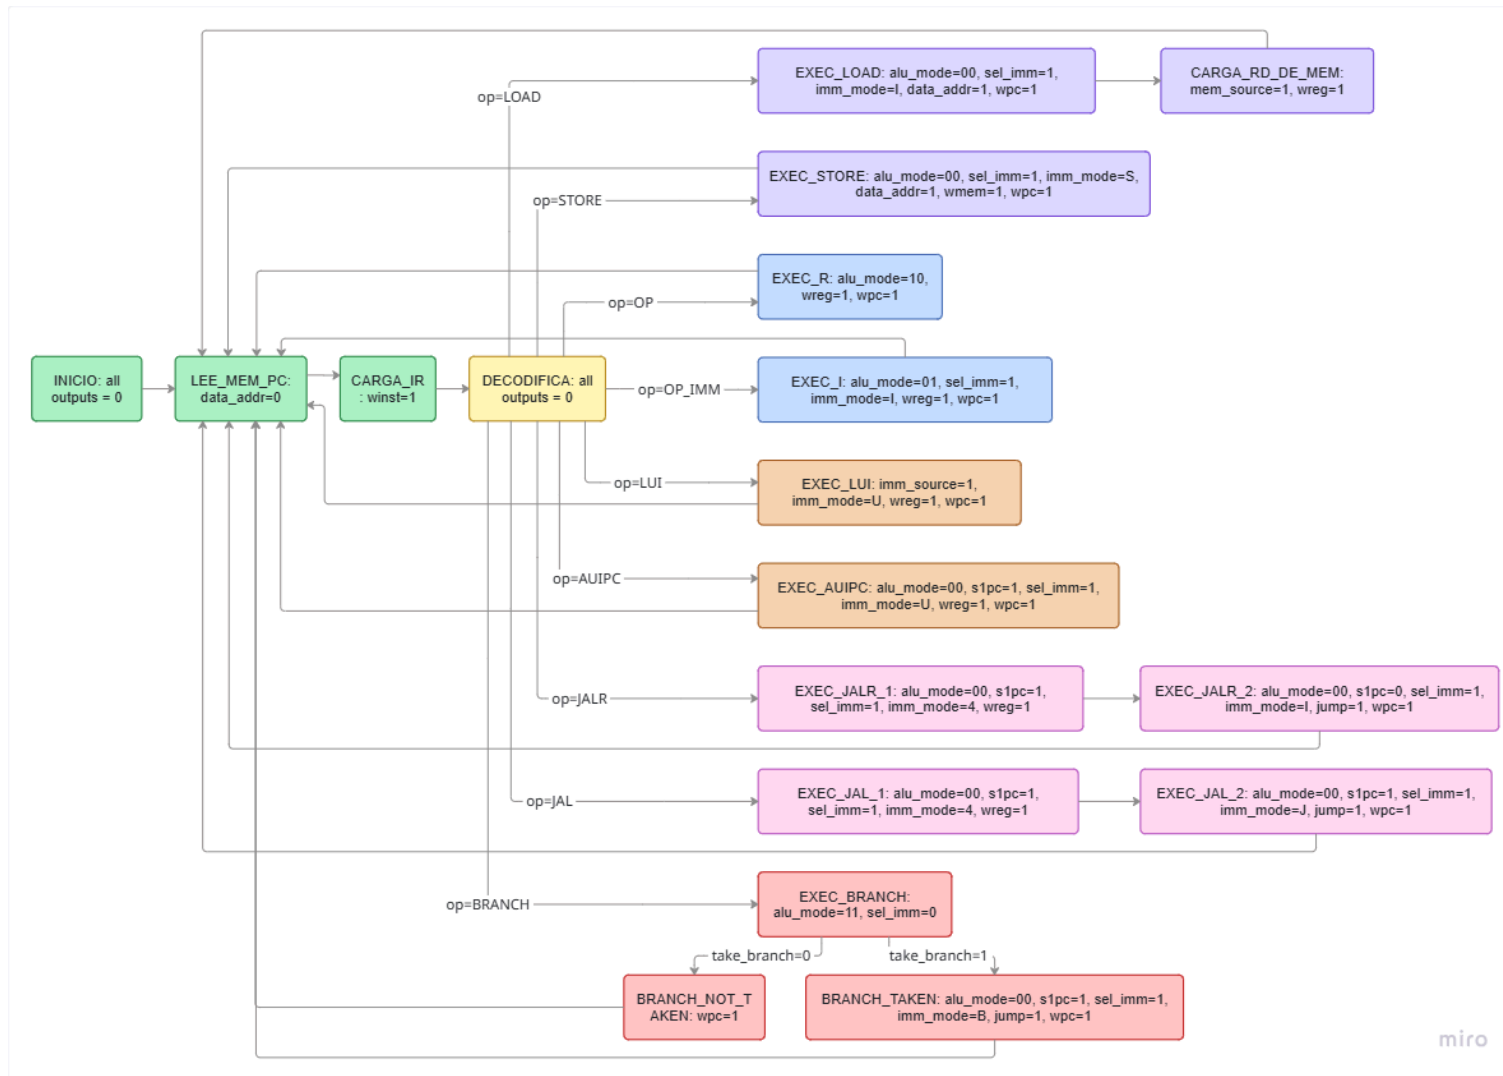 op=LOAD
EXEC_LOAD: alu_mode=00, sel_imm=1,
imm_mode=I, data_addr=1, wpc=1
CARGA_RD_DE_MEM:
mem_source=1, wreg=1
op=STORE
EXEC_STORE: alu_mode=00, sel_imm=1, imm_mode=S,
data_addr=1, wmem=1, wpc=1
op=OP
EXEC_R: alu_mode=10,
wreg=1, wpc=1
INICIO: all
outputs = 0
LEE_MEM_PC:
data_addr=0
CARGA_IR
: winst=1
DECODIFICA: all
outputs = 0
op=OP_IMM
EXEC_I: alu_mode=01, sel_imm=1,
imm_mode=I, wreg=1, wpc=1
op=LUI
EXEC_LUI: imm_source=1,
imm_mode=U, wreg=1, wpc=1
op=AUIPC
EXEC_AUIPC: alu_mode=00, s1pc=1, sel_imm=1,
imm_mode=U, wreg=1, wpc=1
op=JALR
EXEC_JALR_1: alu_mode=00, s1pc=1,
sel_imm=1, imm_mode=4, wreg=1
EXEC_JALR_2: alu_mode=00, s1pc=0, sel_imm=1,
imm_mode=I, jump=1, wpc=1
op=JAL
EXEC_JAL_1: alu_mode=00, s1pc=1,
sel_imm=1, imm_mode=4, wreg=1
EXEC_JAL_2: alu_mode=00, s1pc=1, sel_imm=1,
imm_mode=J, jump=1, wpc=1
op=BRANCH
EXEC_BRANCH:
alu_mode=11, sel_imm=0
take_branch=0
take_branch=1
BRANCH_NOT_T
AKEN: wpc=1
BRANCH_TAKEN: alu_mode=00, s1pc=1, sel_imm=1,
imm_mode=B, jump=1, wpc=1
miro